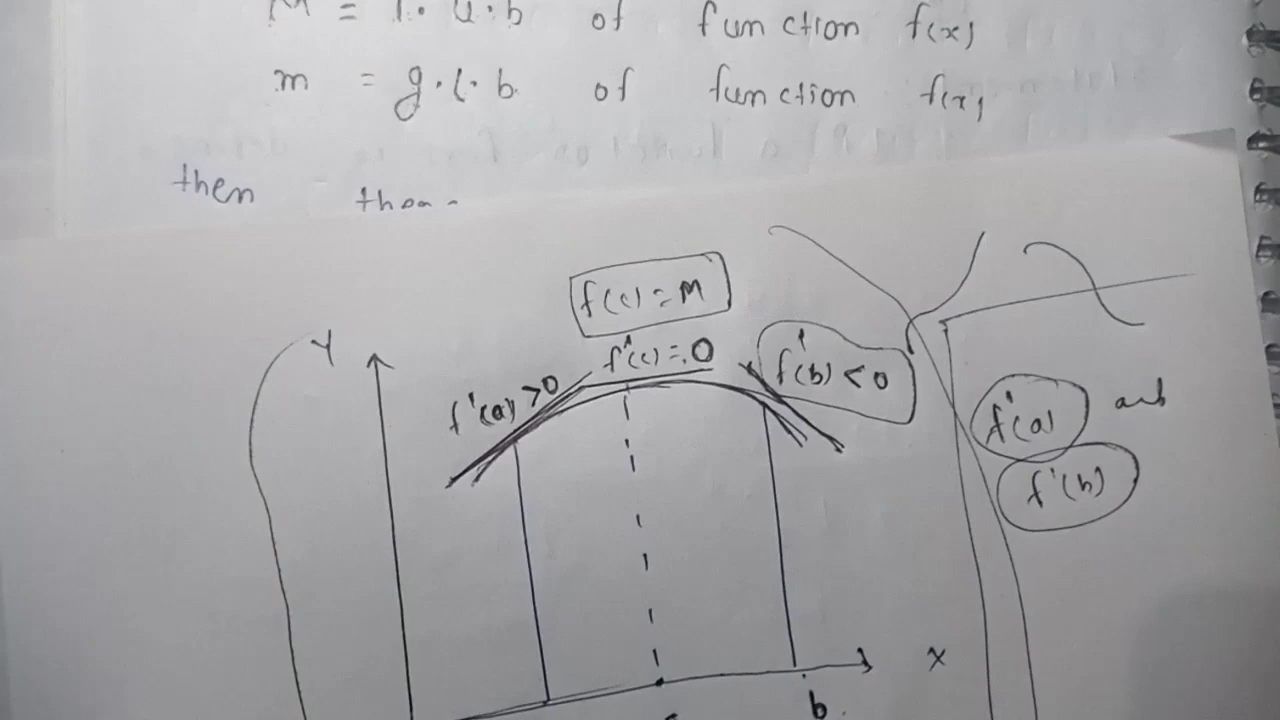 M = l.u.b of function f(x)
m = g.l.b of function f(x)
then
f(c) = M
Y
f'(a) > 0
f'(c) = 0
f'(b) < 0
f'(a) and
f'(b)
x
c
b